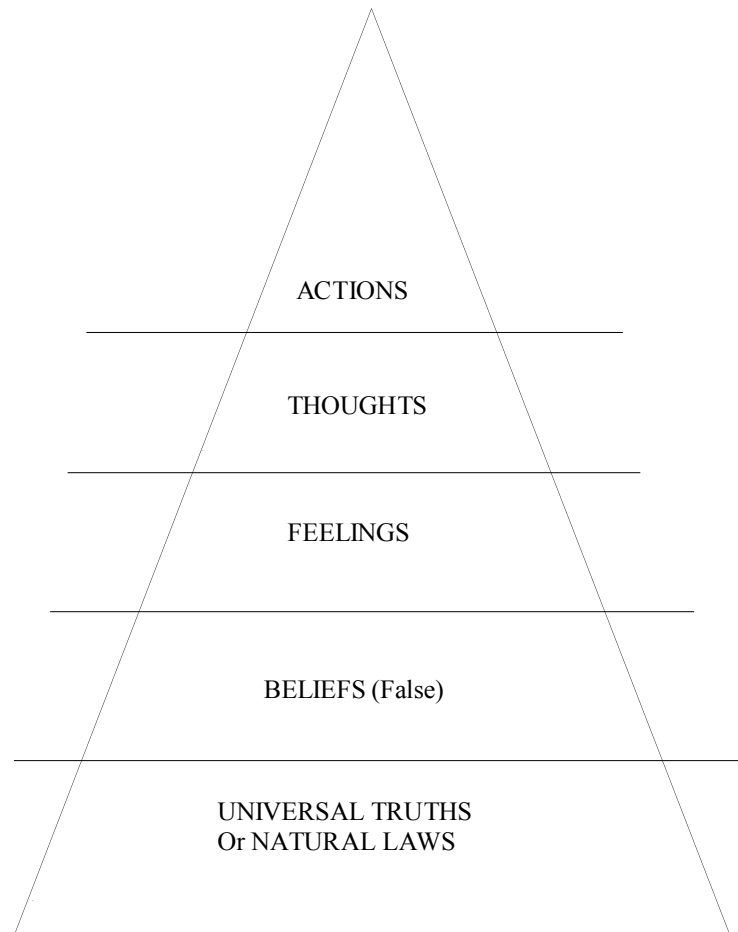 ACTIONS
THOUGHTS
FEELINGS
BELIEFS (False)
UNIVERSAL TRUTHS
Or NATURAL LAWS